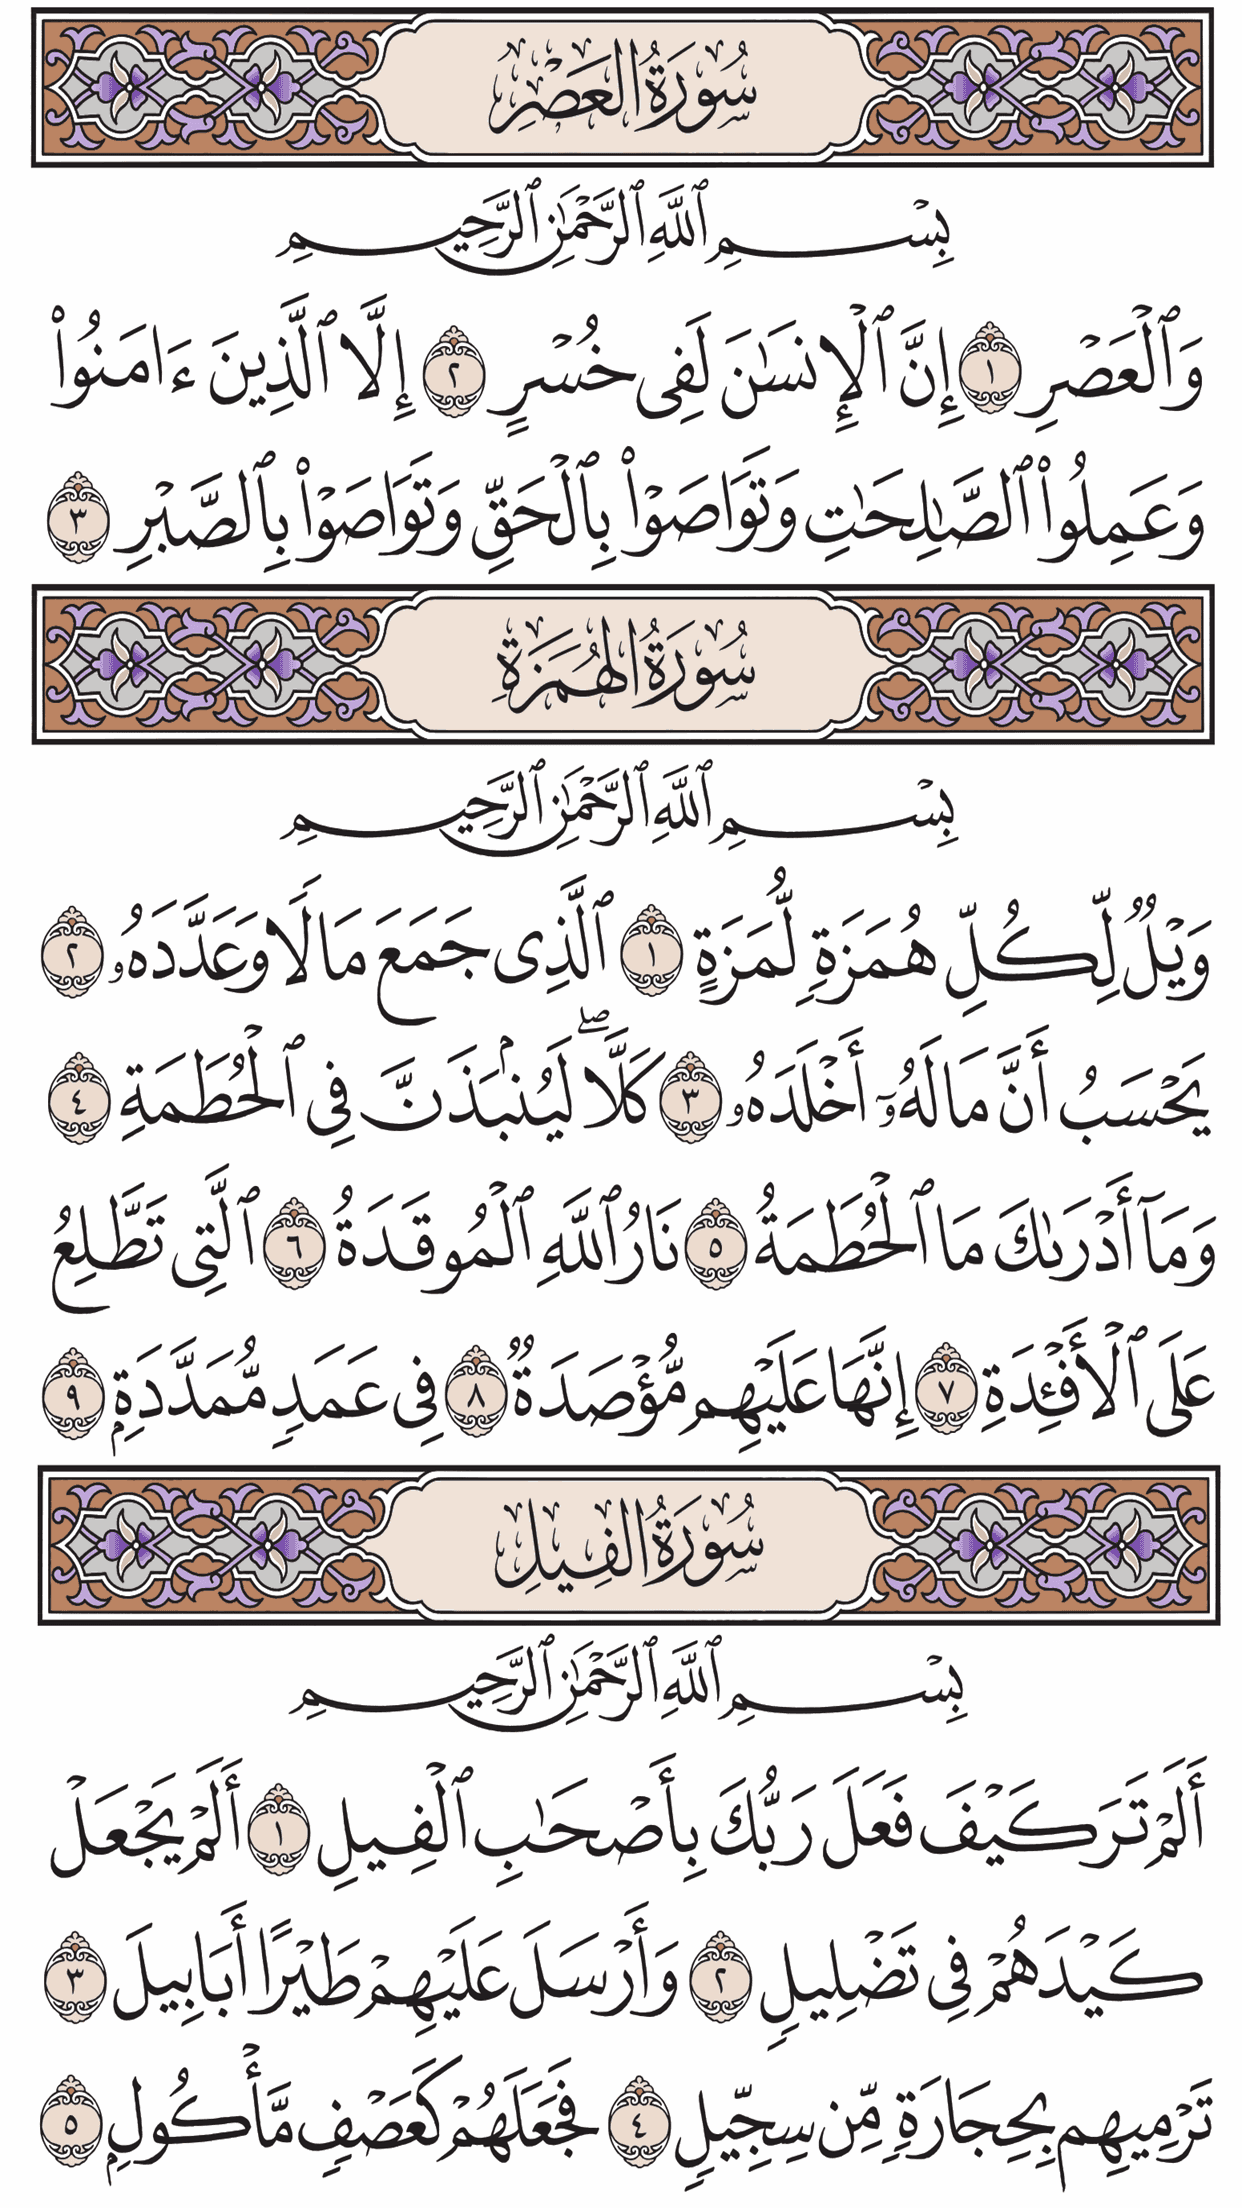 سُورَةُ العَصْرِ
بِسْمِ ٱللَّهِ ٱلرَّحْمَٰنِ ٱلرَّحِيمِ
وَٱلْعَصْرِ ١ إِنَّ ٱلْإِنسَٰنَ لَفِى خُسْرٍ ٢ إِلَّا ٱلَّذِينَ ءَامَنُوا۟
وَعَمِلُوا۟ ٱلصَّٰلِحَٰتِ وَتَوَاصَوْا۟ بِٱلْحَقِّ وَتَوَاصَوْا۟ بِٱلصَّبْرِ ٣
سُورَةُ الهُمَزَةِ
بِسْمِ ٱللَّهِ ٱلرَّحْمَٰنِ ٱلرَّحِيمِ
وَيْلٌ لِّكُلِّ هُمَزَةٍ لُّمَزَةٍ ١ ٱلَّذِى جَمَعَ مَالًا وَعَدَّدَهُۥ ٢
يَحْسَبُ أَنَّ مَالَهُۥٓ أَخْلَدَهُۥ ٣ كَلَّا ۖ لَيُنۢبَذَنَّ فِى ٱلْحُطَمَةِ ٤
وَمَآ أَدْرَىٰكَ مَا ٱلْحُطَمَةُ ٥ نَارُ ٱللَّهِ ٱلْمُوقَدَةُ ٦ ٱلَّتِى تَطَّلِعُ
عَلَى ٱلْأَفْـِٔدَةِ ٧ إِنَّهَا عَلَيْهِم مُّؤْصَدَةٌ ٨ فِى عَمَدٍ مُّمَدَّدَةٍۭ ٩
سُورَةُ الفِيلِ
بِسْمِ ٱللَّهِ ٱلرَّحْمَٰنِ ٱلرَّحِيمِ
أَلَمْ تَرَ كَيْفَ فَعَلَ رَبُّكَ بِأَصْحَٰبِ ٱلْفِيلِ ١ أَلَمْ يَجْعَلْ
كَيْدَهُمْ فِى تَضْلِيلٍ ٢ وَأَرْسَلَ عَلَيْهِمْ طَيْرًا أَبَابِيلَ ٣
تَرْمِيهِم بِحِجَارَةٍ مِّن سِجِّيلٍ ٤ فَجَعَلَهُمْ كَعَصْفٍ مَّأْكُولٍۭ ٥